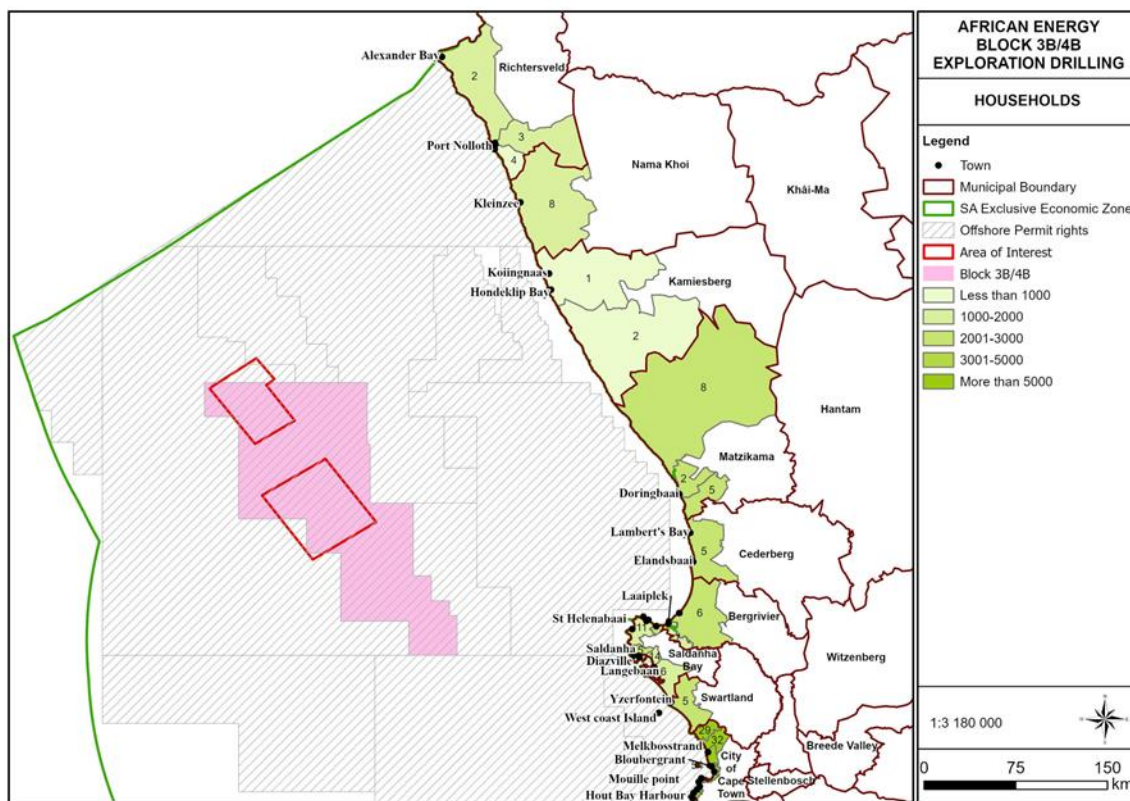 Alexander Bay
Richtersveld
2
3
Port Nolloth
4
Nama Khoi
Khâi-Ma
Kleinzee
8
Koiingnaas
1
Kamiesberg
Hondeklip Bay
2
8
Hantam
Matzikama
2
5
Doringbaai
Lambert's Bay
5
Cederberg
Elandsbaai
Laaiplek
6
Bergrivier
St Helenabaai
11
Saldanha
Saldanha
Bay
Witzenberg
Diazville
14
Langebaan
6
Yzerfontein
5
Swartland
West coast Island
29
32
Melkbosstrand
Bloubergrant
City
of
Cape
Town
Breede Valley
Stellenbosch
Mouille point
Hout Bay Harbour
AFRICAN ENERGY
BLOCK 3B/4B
EXPLORATION DRILLING
HOUSEHOLDS
Legend
Town
Municipal Boundary
SA Exclusive Economic Zone
Offshore Permit rights
Area of Interest
Block 3B/4B
Less than 1000
1000-2000
2001-3000
3001-5000
More than 5000
1:3 180 000
0 75 150
km